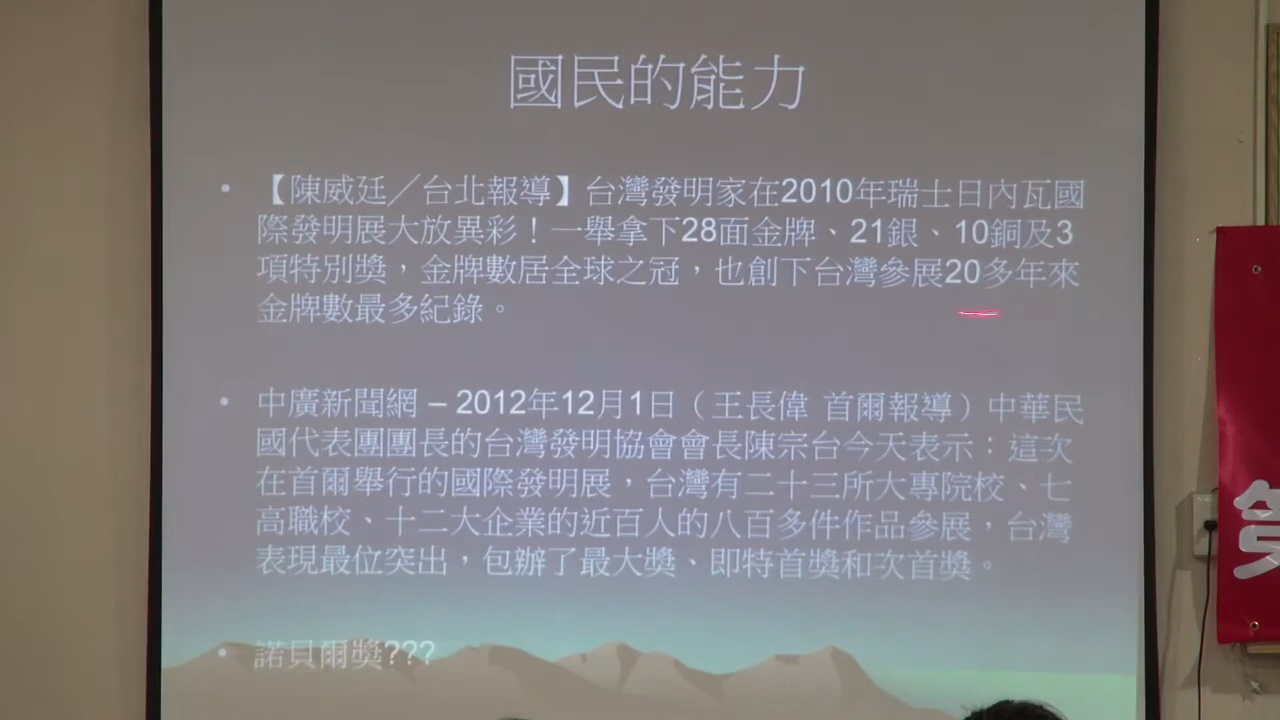 國民的能力
• 【陳威廷／台北報導】台灣發明家在2010年瑞士日內瓦國
際發明展大放異彩！一舉拿下28面金牌、21銀、10銅及3
項特別獎，金牌數居全球之冠，也創下台灣參展20多年來
金牌數最多紀錄。
• 中廣新聞網 – 2012年12月1日（王長偉 首爾報導）中華民
國代表團團長的台灣發明協會會長陳宗台今天表示：這次
在首爾舉行的國際發明展，台灣有二十三所大專院校、七
高職校、十二大企業的近百人的八百多件作品參展，台灣
表現最位突出，包辦了最大獎、即特首獎和次首獎。
• 諾貝爾獎???
第